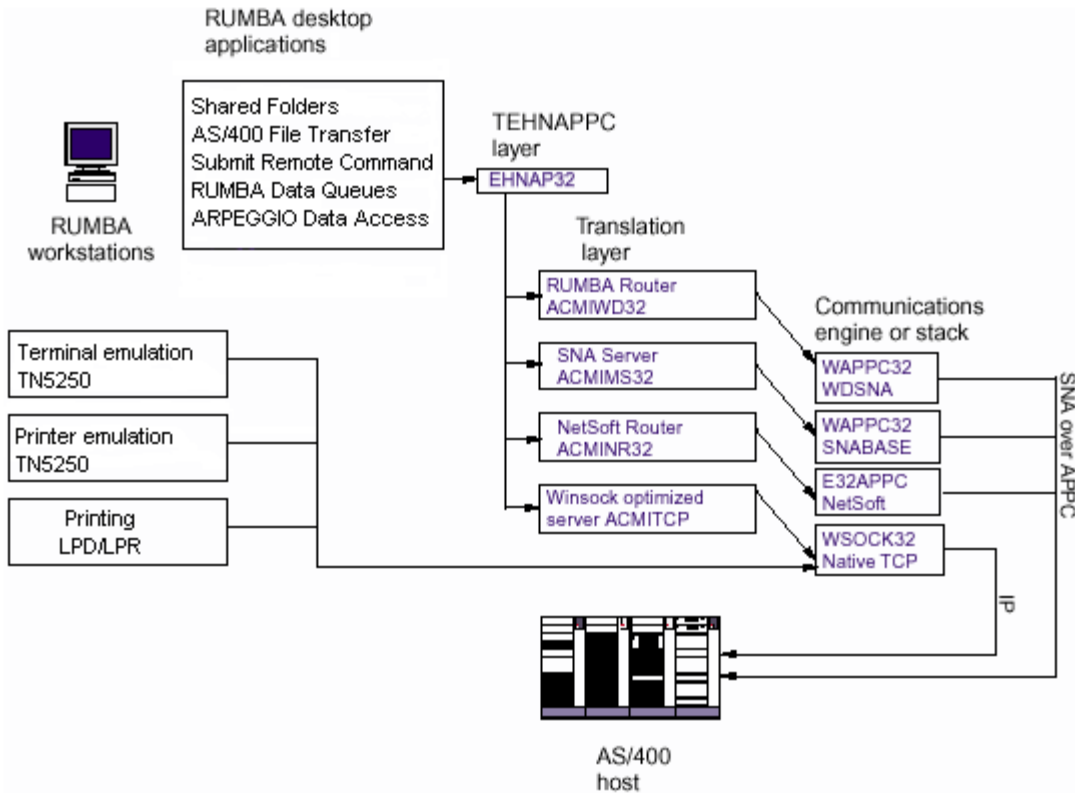 RUMBA desktop
applications
Shared Folders
AS/400 File Transfer
Submit Remote Command
RUMBA Data Queues
ARPEGGIO Data Access
RUMBA
workstations
TEHNAPPC
layer
EHNAP32
Translation
layer
RUMBA Router
ACMIWD32
SNA Server
ACMIMS32
NetSoft Router
ACMINR32
Winsock optimized
server ACMITCP
Communications
engine or stack
WAPPC32
WDSNA
WAPPC32
SNABASE
E32APPC
NetSoft
WSOCK32
Native TCP
SNA over APPC
IP
Terminal emulation
TN5250
Printer emulation
TN5250
Printing
LPD/LPR
AS/400
host